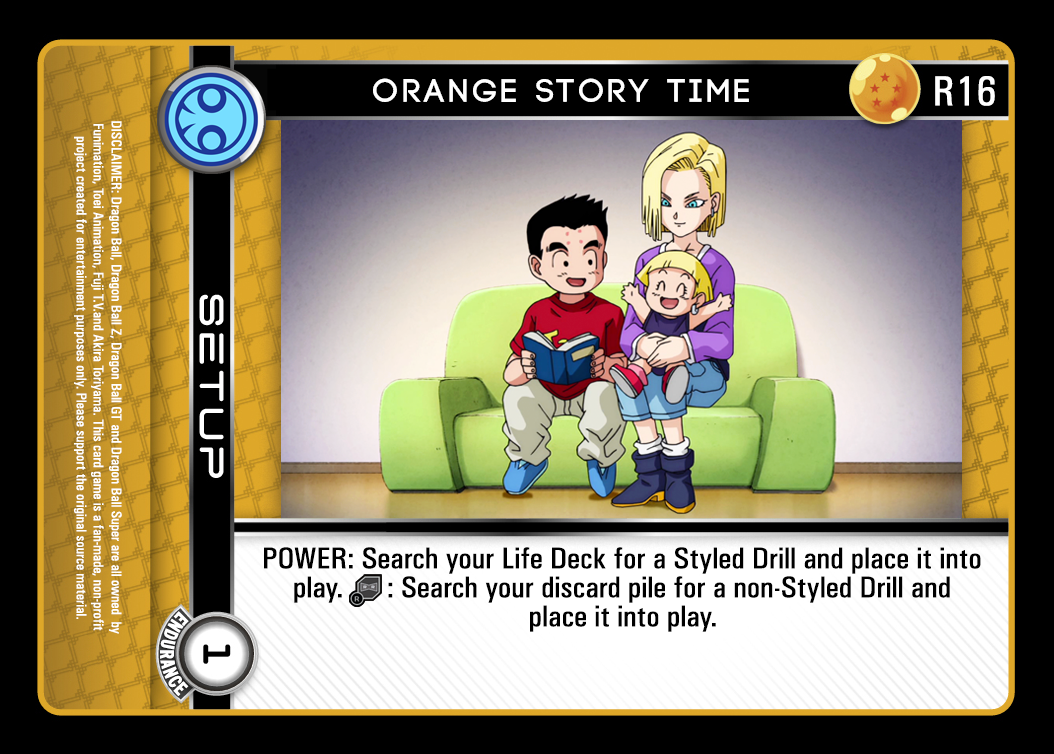 ORANGE STORY TIME
R16
SETUP
ENDURANCE
1
POWER: Search your Life Deck for a Styled Drill and place it into
play. R : Search your discard pile for a non-Styled Drill and
place it into play.
DISCLAIMER: Dragon Ball, Dragon Ball Z, Dragon Ball GT and Dragon Ball Super are all owned by
Funimation, Toei Animation, Fuji T.V.and Akira Toriyama. This card game is a fan-made, non-profit
project created for entertainment purposes only. Please support the original source material.